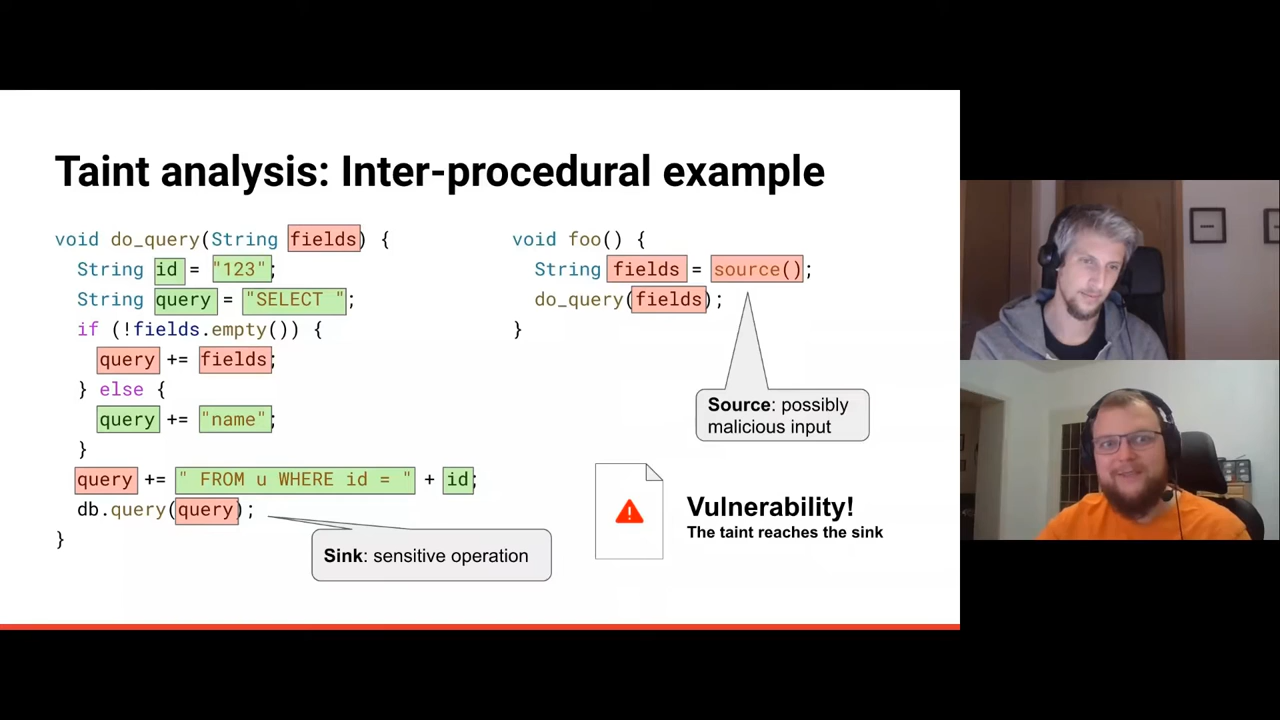 Taint analysis: Inter-procedural example
void do_query(String fields) {
String id = "123";
String query = "SELECT ";
if (!fields.empty()) {
query += fields;
} else {
query += "name";
}
query += " FROM u WHERE id = " + id;
db.query(query);
}
Sink: sensitive operation
void foo() {
String fields = source();
do_query(fields);
}
Source: possibly
malicious input
Vulnerability!
The taint reaches the sink